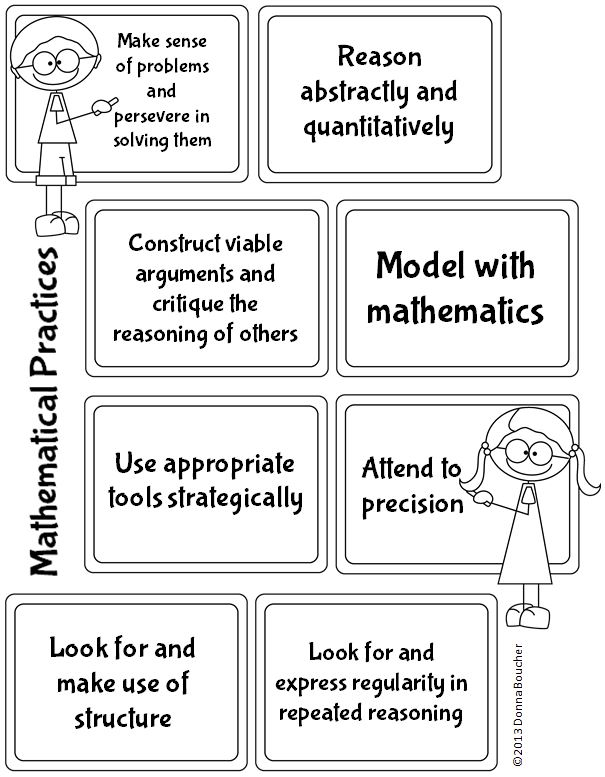 Make sense
of problems
and
persevere in
solving them
Reason
abstractly and
quantitatively
Mathematical Practices
Construct viable
arguments and
critique the
reasoning of others
Model with
mathematics
Use appropriate
tools strategically
Attend to
precision
Look for and
make use of
structure
Look for and
express regularity in
repeated reasoning
©2013 DonnaBoucher